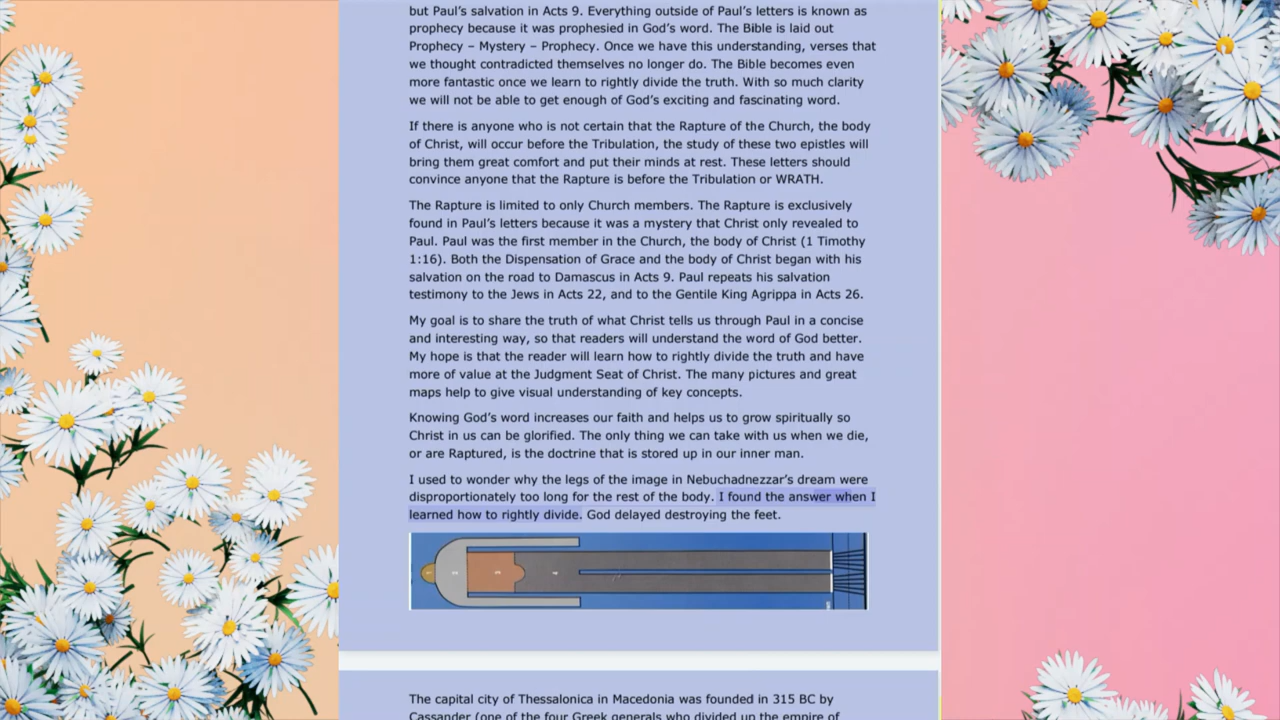 but Paul's salvation in Acts 9. Everything outside of Paul's letters is known as
prophecy because it was prophesied in God's word. The Bible is laid out
Prophecy – Mystery – Prophecy. Once we have this understanding, verses that
we thought contradicted themselves no longer do. The Bible becomes even
more fantastic once we learn to rightly divide the truth. With so much clarity
we will not be able to get enough of God's exciting and fascinating word.
If there is anyone who is not certain that the Rapture of the Church, the body
of Christ, will occur before the Tribulation, the study of these two epistles will
bring them great comfort and put their minds at rest. These letters should
convince anyone that the Rapture is before the Tribulation or WRATH.
The Rapture is limited to only Church members. The Rapture is exclusively
found in Paul's letters because it was a mystery that Christ only revealed to
Paul. Paul was the first member in the Church, the body of Christ (1 Timothy
1:16). Both the Dispensation of Grace and the body of Christ began with his
salvation on the road to Damascus in Acts 9. Paul repeats his salvation
testimony to the Jews in Acts 22, and to the Gentile King Agrippa in Acts 26.
My goal is to share the truth of what Christ tells us through Paul in a concise
and interesting way, so that readers will understand the word of God better.
My hope is that the reader will learn how to rightly divide the truth and have
more of value at the Judgment Seat of Christ. The many pictures and great
maps help to give visual understanding of key concepts.
Knowing God's word increases our faith and helps us to grow spiritually so
Christ in us can be glorified. The only thing we can take with us when we die,
or are Raptured, is the doctrine that is stored up in our inner man.
I used to wonder why the legs of the image in Nebuchadnezzar's dream were
disproportionately too long for the rest of the body. I found the answer when I
learned how to rightly divide. God delayed destroying the feet.
1 2 3 4
The capital city of Thessalonica in Macedonia was founded in 315 BC by
Cassander (one of the four Greek generals who divided up the empire of